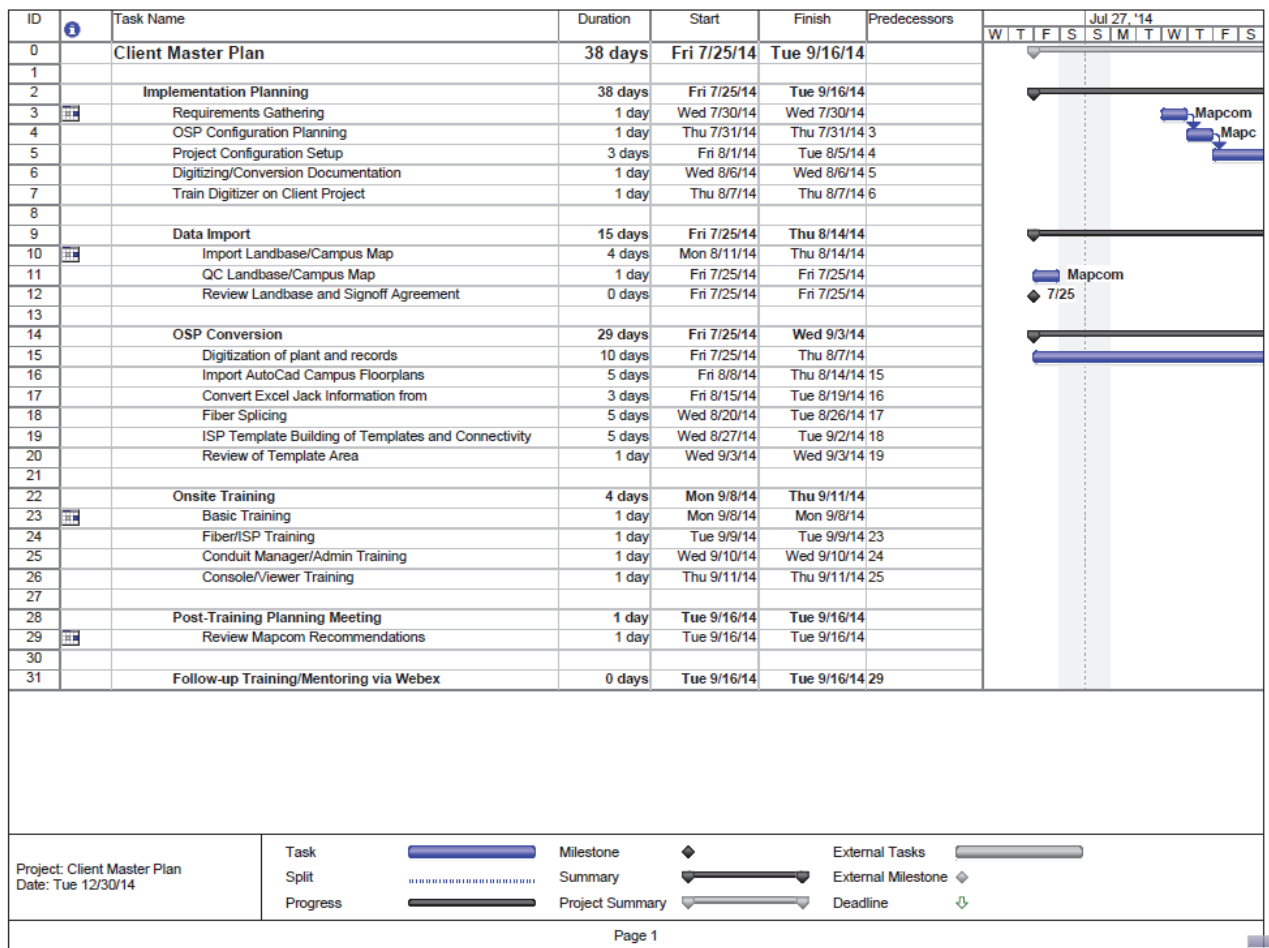 ID Task Name Duration Start Finish Predecessors Jul 27, '14
W T F S S M T W T F S
0 Client Master Plan 38 days Fri 7/25/14 Tue 9/16/14
1
2 Implementation Planning 38 days Fri 7/25/14 Tue 9/16/14
3 Requirements Gathering 1 day Wed 7/30/14 Wed 7/30/14 Mapcom
4 OSP Configuration Planning 1 day Thu 7/31/14 Thu 7/31/14 3 Mapc
5 Project Configuration Setup 3 days Fri 8/1/14 Tue 8/5/14 4
6 Digitizing/Conversion Documentation 1 day Wed 8/6/14 Wed 8/6/14 5
7 Train Digitizer on Client Project 1 day Thu 8/7/14 Thu 8/7/14 6
8
9 Data Import 15 days Fri 7/25/14 Thu 8/14/14
10 Import Landbase/Campus Map 4 days Mon 8/11/14 Thu 8/14/14
11 QC Landbase/Campus Map 1 day Fri 7/25/14 Fri 7/25/14 Mapcom
12 Review Landbase and Signoff Agreement 0 days Fri 7/25/14 Fri 7/25/14 7/25
13
14 OSP Conversion 29 days Fri 7/25/14 Wed 9/3/14
15 Digitization of plant and records 10 days Fri 7/25/14 Thu 8/7/14
16 Import AutoCad Campus Floorplans 5 days Fri 8/8/14 Thu 8/14/14 15
17 Convert Excel Jack Information from 3 days Fri 8/15/14 Tue 8/19/14 16
18 Fiber Splicing 5 days Wed 8/20/14 Tue 8/26/14 17
19 ISP Template Building of Templates and Connectivity 5 days Wed 8/27/14 Tue 9/2/14 18
20 Review of Template Area 1 day Wed 9/3/14 Wed 9/3/14 19
21
22 Onsite Training 4 days Mon 9/8/14 Thu 9/11/14
23 Basic Training 1 day Mon 9/8/14 Mon 9/8/14
24 Fiber/ISP Training 1 day Tue 9/9/14 Tue 9/9/14 23
25 Conduit Manager/Admin Training 1 day Wed 9/10/14 Wed 9/10/14 24
26 Console/Viewer Training 1 day Thu 9/11/14 Thu 9/11/14 25
27
28 Post-Training Planning Meeting 1 day Tue 9/16/14 Tue 9/16/14
29 Review Mapcom Recommendations 1 day Tue 9/16/14 Tue 9/16/14
30
31 Follow-up Training/Mentoring via Webex 0 days Tue 9/16/14 Tue 9/16/14 29
Project: Client Master Plan
Date: Tue 12/30/14
Task Milestone External Tasks
Split Summary External Milestone
Progress Project Summary Deadline
Page 1